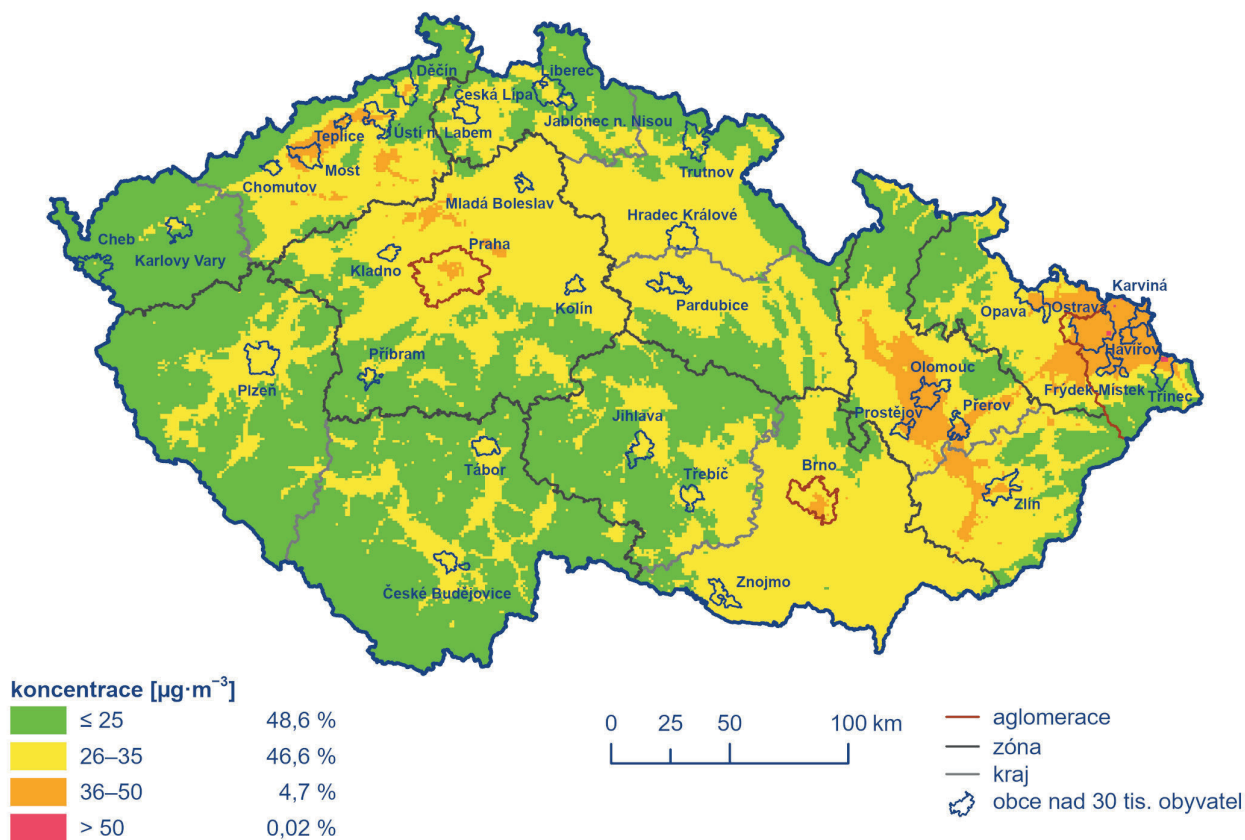 Děčín
Liberec
Česká Lípa
Jablonec n. Nisou
Teplice
Ústí n. Labem
Most
Trutnov
Chomutov
Mladá Boleslav
Hradec Králové
Cheb
Karlovy Vary
Praha
Kladno
Kolín
Pardubice
Karviná
Opava
Ostrava
Havířov
Příbram
Plzeň
Olomouc
Frýdek Místek
Třinec
Prostějov
Přerov
Jihlava
Tábor
Třebíč
Brno
Zlín
České Budějovice
Znojmo
koncentrace [µg·m⁻³]
≤ 25 48,6 %
26–35 46,6 %
36–50 4,7 %
> 50 0,02 %
0 25 50 100 km
aglomerace
zóna
kraj
obce nad 30 tis. obyvatel